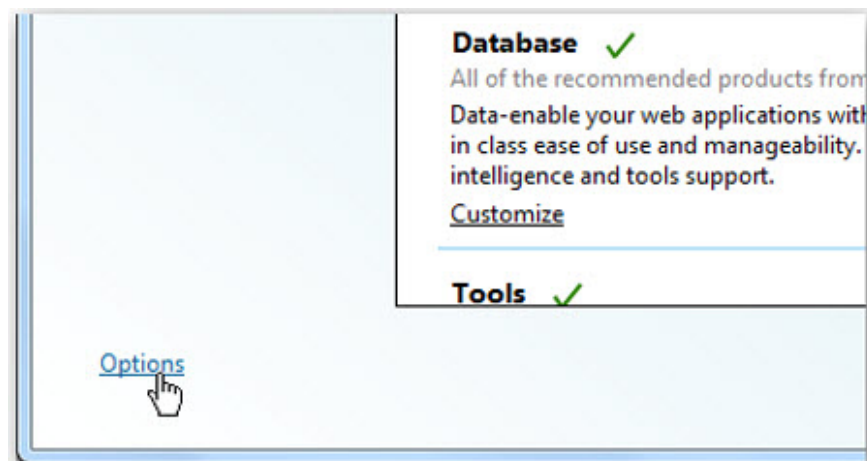 Database
All of the recommended products from
Data-enable your web applications with
in class ease of use and manageability.
intelligence and tools support.
Customize
Tools
Options